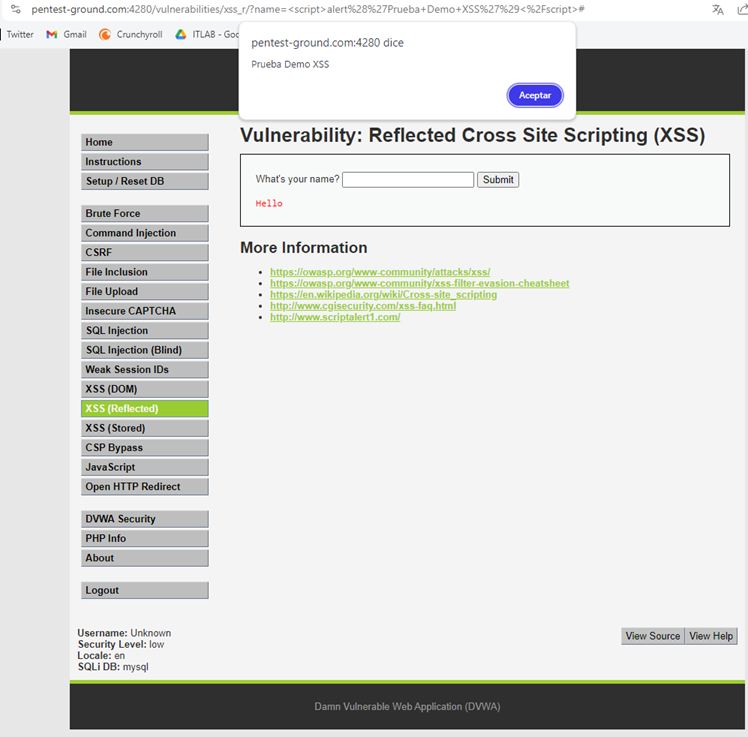 pentest-ground.com:4280/vulnerabilities/xss_r/?name=<script>alert%28%27Prueba+Demo+XSS%27%29<%2Fscript>#
Twitter Gmail Crunchyroll ITLAB - Goo
pentest-ground.com:4280 dice
Prueba Demo XSS
Aceptar
Home
Instructions
Setup / Reset DB
Brute Force
Command Injection
CSRF
File Inclusion
File Upload
Insecure CAPTCHA
SQL Injection
SQL Injection (Blind)
Weak Session IDs
XSS (DOM)
XSS (Reflected)
XSS (Stored)
CSP Bypass
JavaScript
Open HTTP Redirect
DVWA Security
PHP Info
About
Logout
Vulnerability: Reflected Cross Site Scripting (XSS)
What's your name? Submit
Hello
More Information
https://owasp.org/www-community/attacks/xss/
https://owasp.org/www-community/xss-filter-evasion-cheatsheet
https://en.wikipedia.org/wiki/Cross-site_scripting
http://www.cgisecurity.com/xss-faq.html
http://www.scriptalert1.com/
Username: Unknown
Security Level: low
Locale: en
SQLi DB: mysql
View Source View Help
Damn Vulnerable Web Application (DVWA)